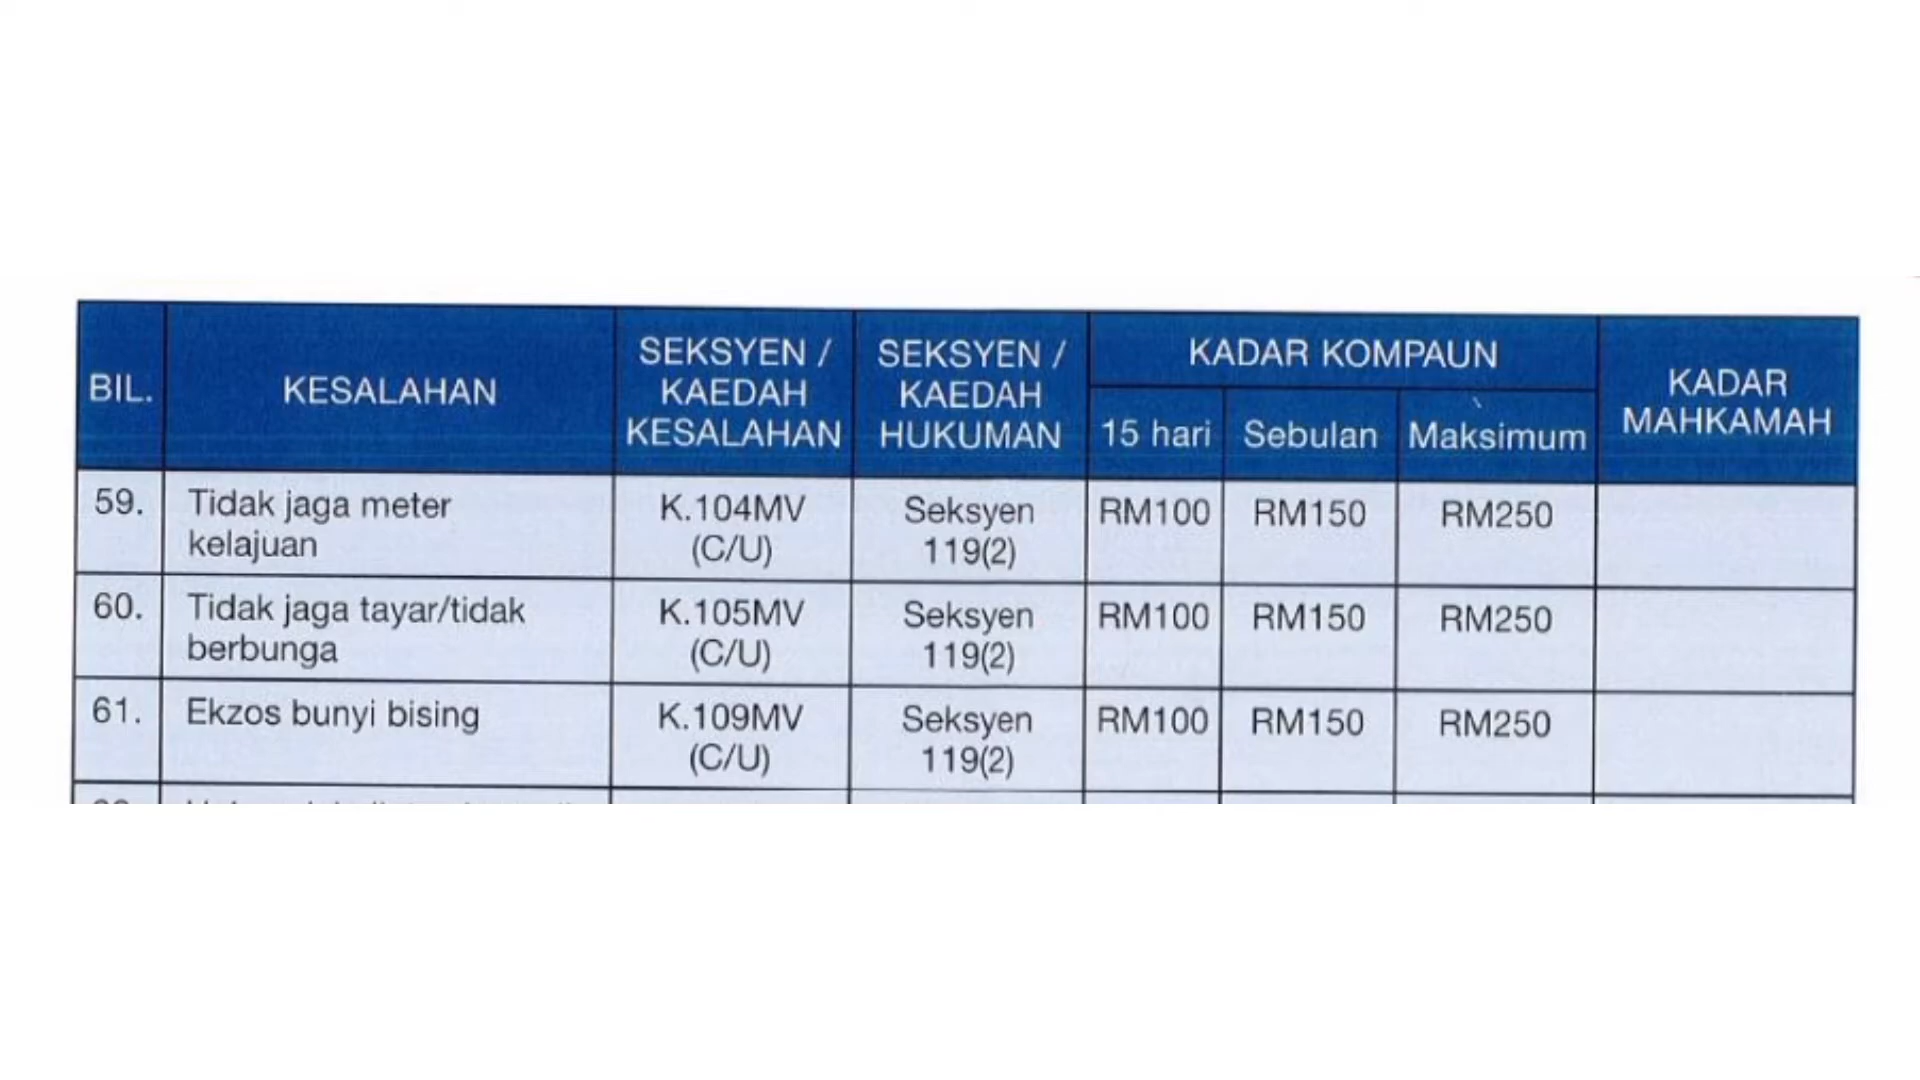 BIL.
KESALAHAN
SEKSYEN /
KAEDAH
KESALAHAN
SEKSYEN /
KAEDAH
HUKUMAN
KADAR KOMPAUN
15 hari
Sebulan
Maksimum
KADAR
MAHKAMAH
59.
Tidak jaga meter
kelajuan
K.104MV
(C/U)
Seksyen
119(2)
RM100
RM150
RM250
60.
Tidak jaga tayar/tidak
berbunga
K.105MV
(C/U)
Seksyen
119(2)
RM100
RM150
RM250
61.
Ekzos bunyi bising
K.109MV
(C/U)
Seksyen
119(2)
RM100
RM150
RM250